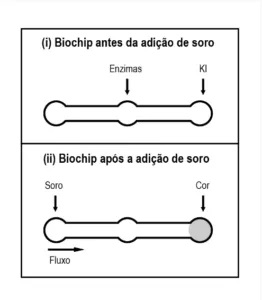 (i) Biochip antes da adição de soro
Enzimas KI
(ii) Biochip após a adição de soro
Soro Cor
Fluxo